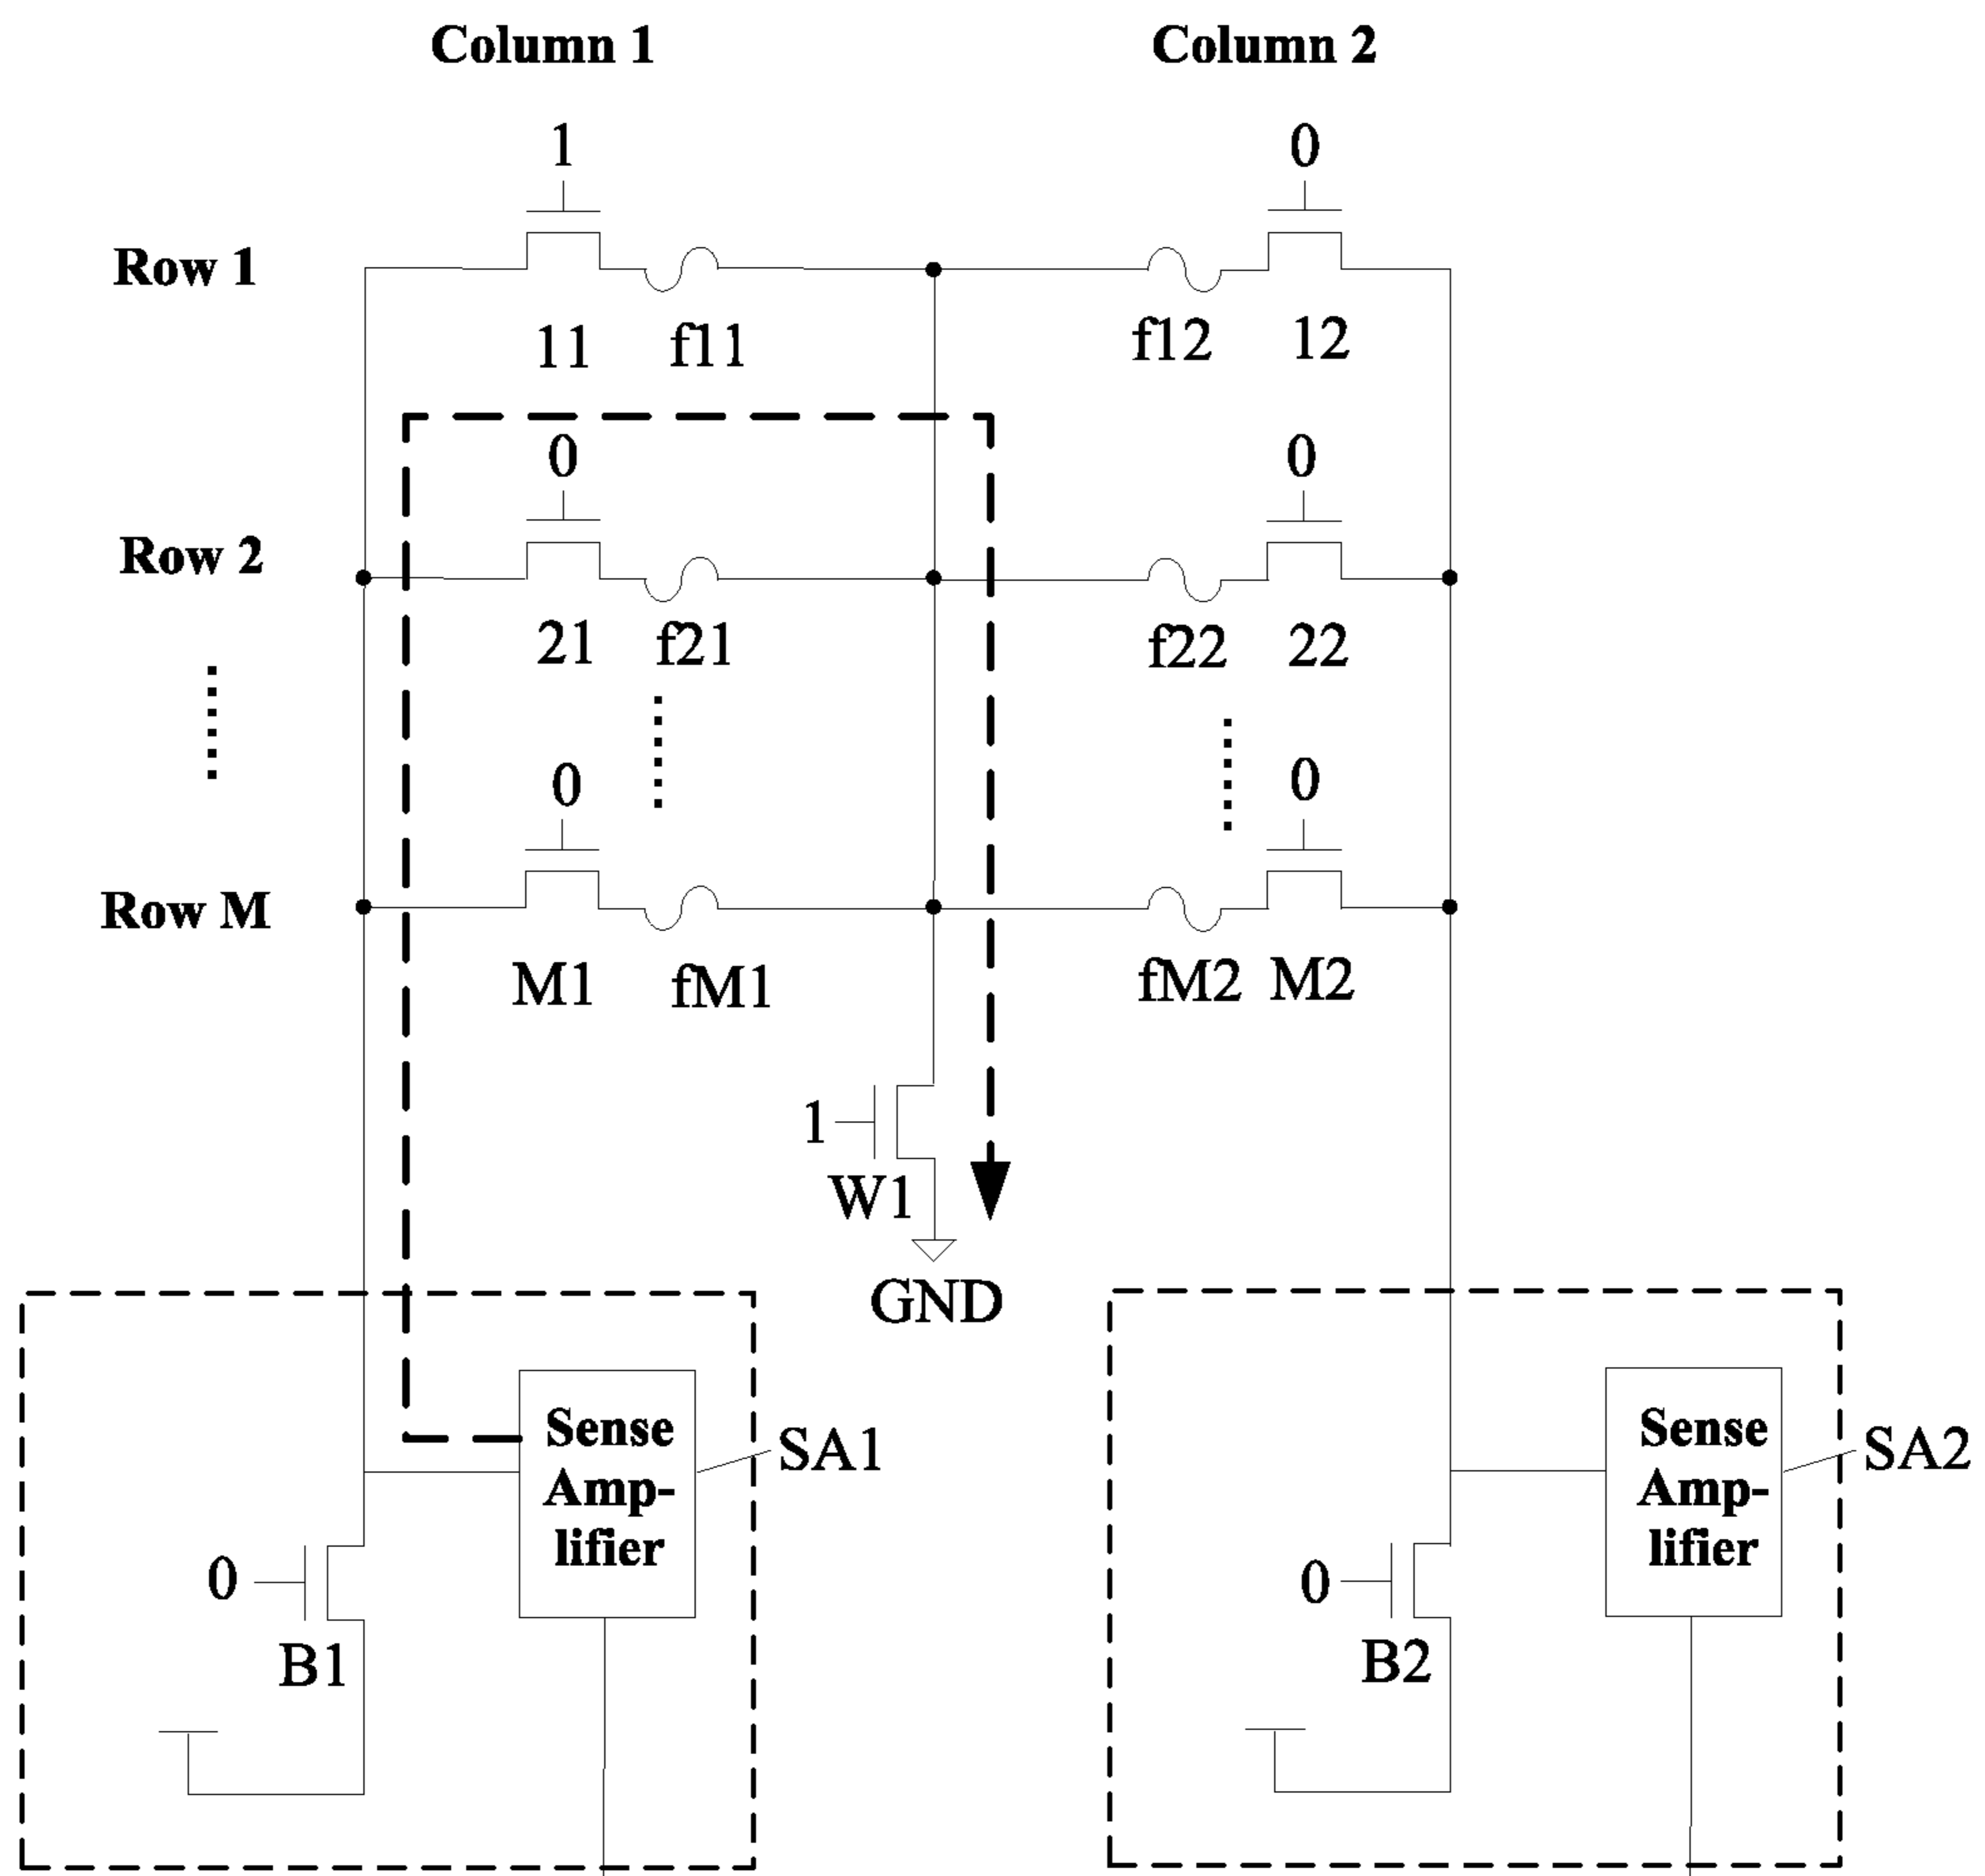 Column 1 Column 2
1 0
Row 1
11 f11 f12 12
0 0
Row 2
21 f21 f22 22
0 0
Row M
M1 fM1 fM2 M2
1
W1
GND
Sense
Amp-
lifier
SA1
Sense
Amp-
lifier
SA2
0
B1
0
B2